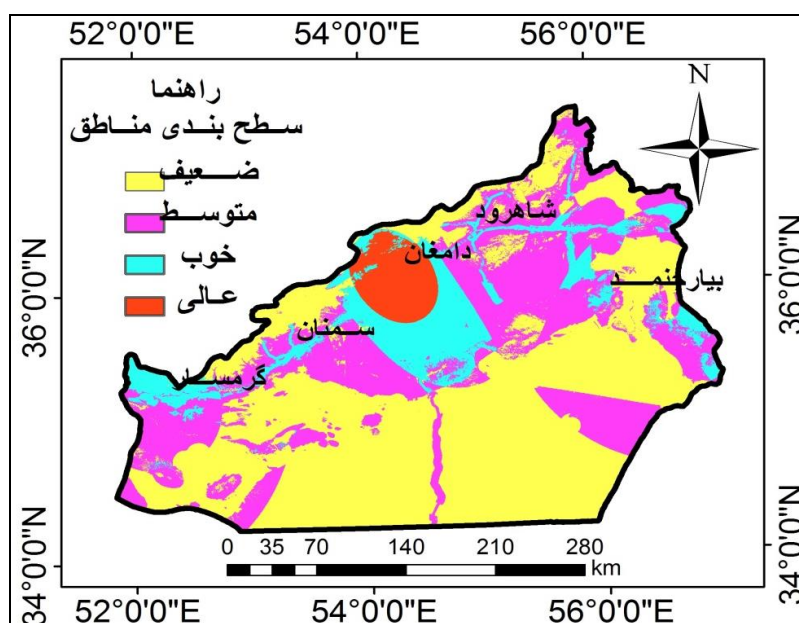 52°0'0"E 54°0'0"E 56°0'0"E
N
راهنما
سطح بندی مناطق
ضعیف
متوسط
خوب
عالی
شاهرود
دامغان
بیارجمند
سمنان
گرمسار
36°0'0"N
36°0'0"N
34°0'0"N
34°0'0"N
0 35 70 140 210 280
km
52°0'0"E 54°0'0"E 56°0'0"E